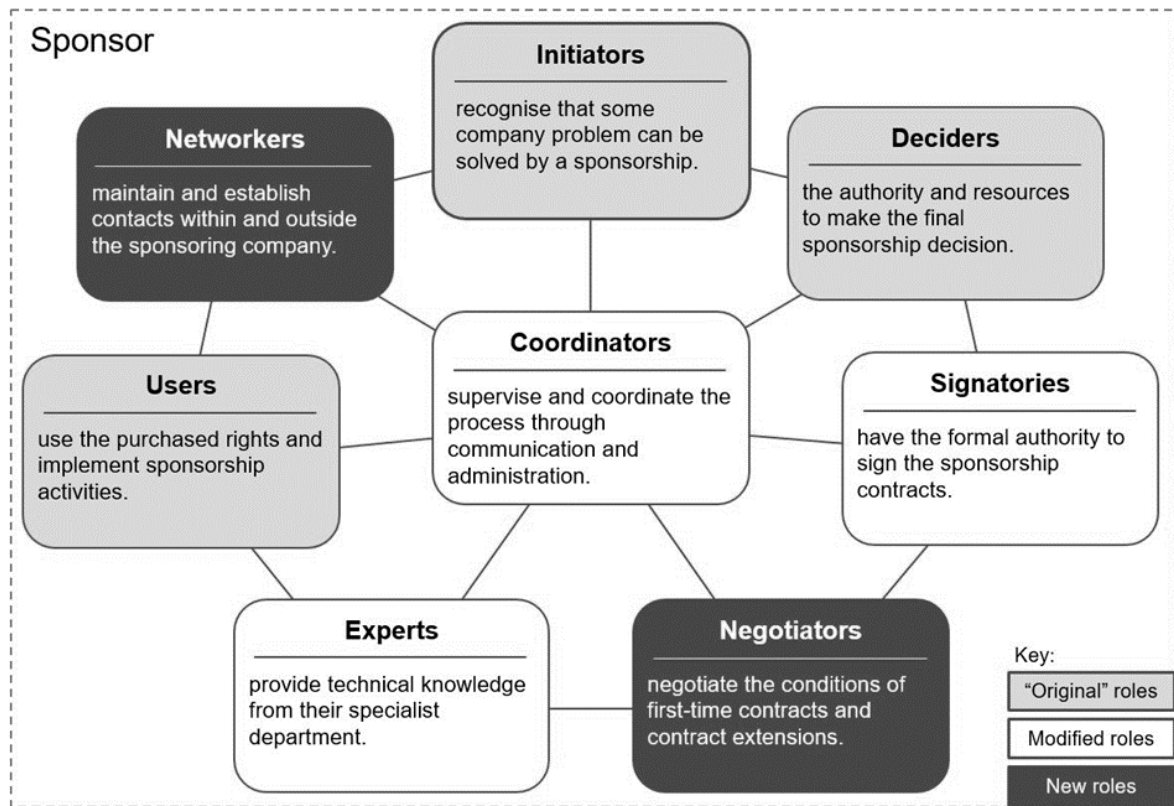 Sponsor
Initiators
recognise that some
company problem can be
solved by a sponsorship.
Networkers
maintain and establish
contacts within and outside
the sponsoring company.
Deciders
the authority and resources
to make the final
sponsorship decision.
Coordinators
supervise and coordinate the
process through
communication and
administration.
Users
use the purchased rights and
implement sponsorship
activities.
Signatories
have the formal authority to
sign the sponsorship
contracts.
Experts
provide technical knowledge
from their specialist
department.
Negotiators
negotiate the conditions of
first-time contracts and
contract extensions.
Key:
“Original” roles
Modified roles
New roles